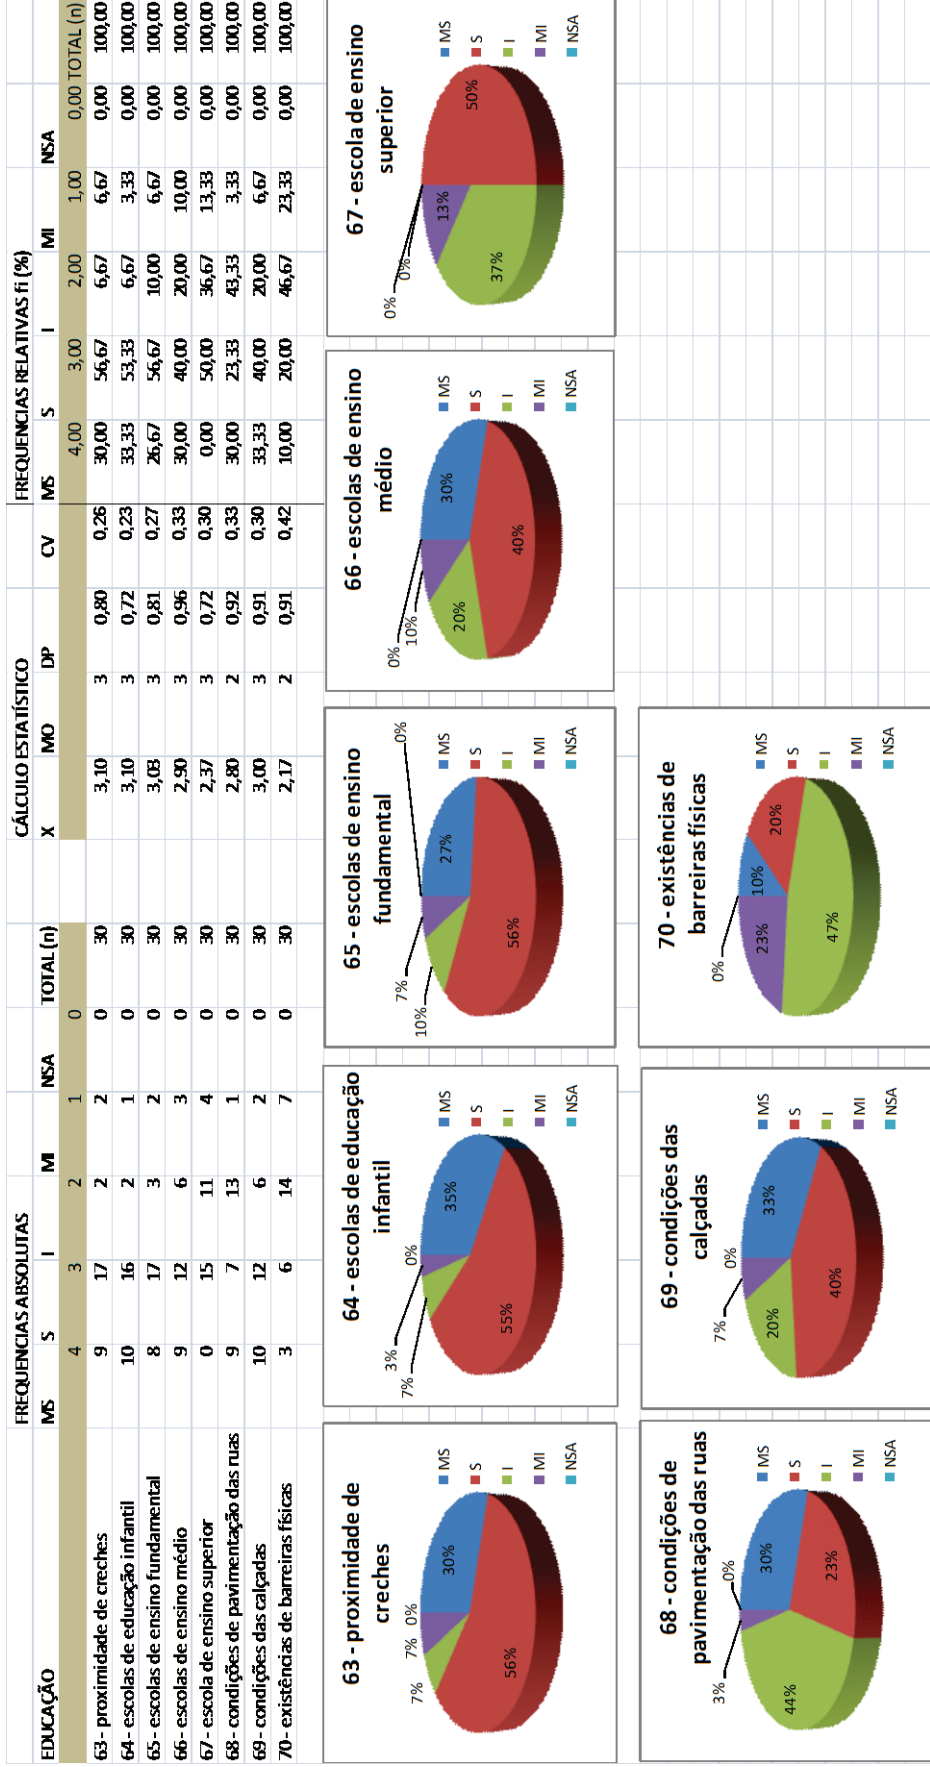 FREQUENCIAS ABSOLUTAS CÁLCULO ESTATÍSTICO FREQUENCIAS RELATIVAS fi (%)
EDUCAÇÃO MS S I MI NSA TOTAL (n) X MO DP CV MS S I MI NSA
4 3 2 1 0 4,00 3,00 2,00 1,00 0,00 TOTAL (n)
63 - proximidade de creches 9 17 2 2 0 30 3,10 3 0,80 0,26 30,00 56,67 6,67 6,67 0,00 100,00
64 - escolas de educação infantil 10 16 2 1 0 30 3,10 3 0,72 0,23 33,33 53,33 6,67 3,33 0,00 100,00
65 - escolas de ensino fundamental 8 17 3 2 0 30 3,03 3 0,81 0,27 26,67 56,67 10,00 6,67 0,00 100,00
66 - escolas de ensino médio 9 12 6 3 0 30 2,90 3 0,96 0,33 30,00 40,00 20,00 10,00 0,00 100,00
67 - escola de ensino superior 0 15 11 4 0 30 2,37 3 0,72 0,30 0,00 50,00 36,67 13,33 0,00 100,00
68 - condições de pavimentação das ruas 9 7 13 1 0 30 2,80 2 0,92 0,33 30,00 23,33 43,33 3,33 0,00 100,00
69 - condições das calçadas 10 12 6 2 0 30 3,00 3 0,91 0,30 33,33 40,00 20,00 6,67 0,00 100,00
70 - existências de barreiras físicas 3 6 14 7 0 30 2,17 2 0,91 0,42 10,00 20,00 46,67 23,33 0,00 100,00
63 - proximidade de
creches
7% 7% 0%
30%
56%
MS
S
I
MI
NSA
64 - escolas de educação
infantil
3% 0%
7%
35%
55%
MS
S
I
MI
NSA
65 - escolas de ensino
fundamental
7% 0%
10%
27%
56%
MS
S
I
MI
NSA
66 - escolas de ensino
médio
0%
10%
30%
20%
40%
MS
S
I
MI
NSA
67 - escola de ensino
superior
0% 0%
13%
50%
37%
MS
S
I
MI
NSA
68 - condições de
pavimentação das ruas
3% 0%
30%
44%
23%
MS
S
I
MI
NSA
69 - condições das
calçadas
7% 0%
33%
20%
40%
MS
S
I
MI
NSA
70 - existências de
barreiras físicas
0%
10%
23%
20%
47%
MS
S
I
MI
NSA